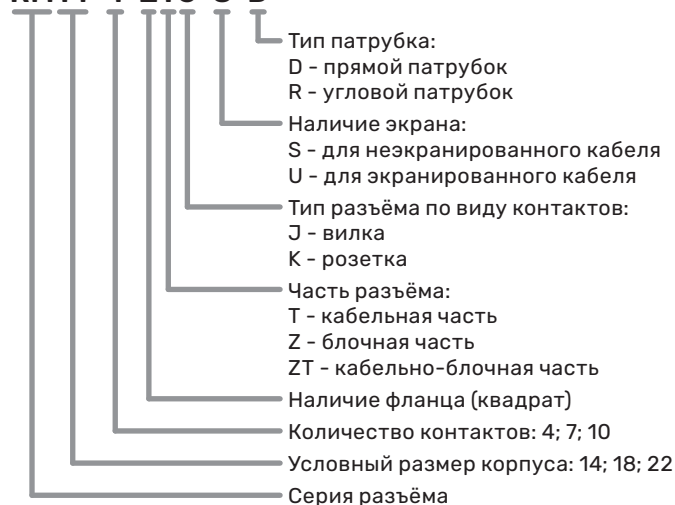 Тип патрубка:
D - прямой патрубок
R - угловой патрубок
Наличие экрана:
S - для неэкранированного кабеля
U - для экранированного кабеля
Тип разъёма по виду контактов:
J - вилка
K - розетка
Часть разъёма:
T - кабельная часть
Z - блочная часть
ZT - кабельно-блочная часть
Наличие фланца (квадрат)
Количество контактов: 4; 7; 10
Условный размер корпуса: 14; 18; 22
Серия разъёма